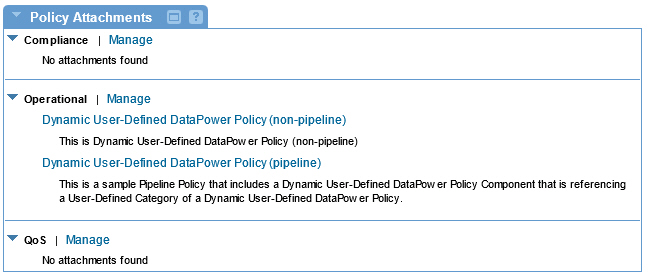 Policy Attachments ?
Compliance | Manage
No attachments found
Operational | Manage
Dynamic User-Defined DataPower Policy (non-pipeline)
This is Dynamic User-Defined DataPower Policy (non-pipeline)
Dynamic User-Defined DataPower Policy (pipeline)
This is a sample Pipeline Policy that includes a Dynamic User-Defined DataPower Policy Component that is referencing
a User-Defined Category of a Dynamic User-Defined DataPower Policy.
QoS | Manage
No attachments found